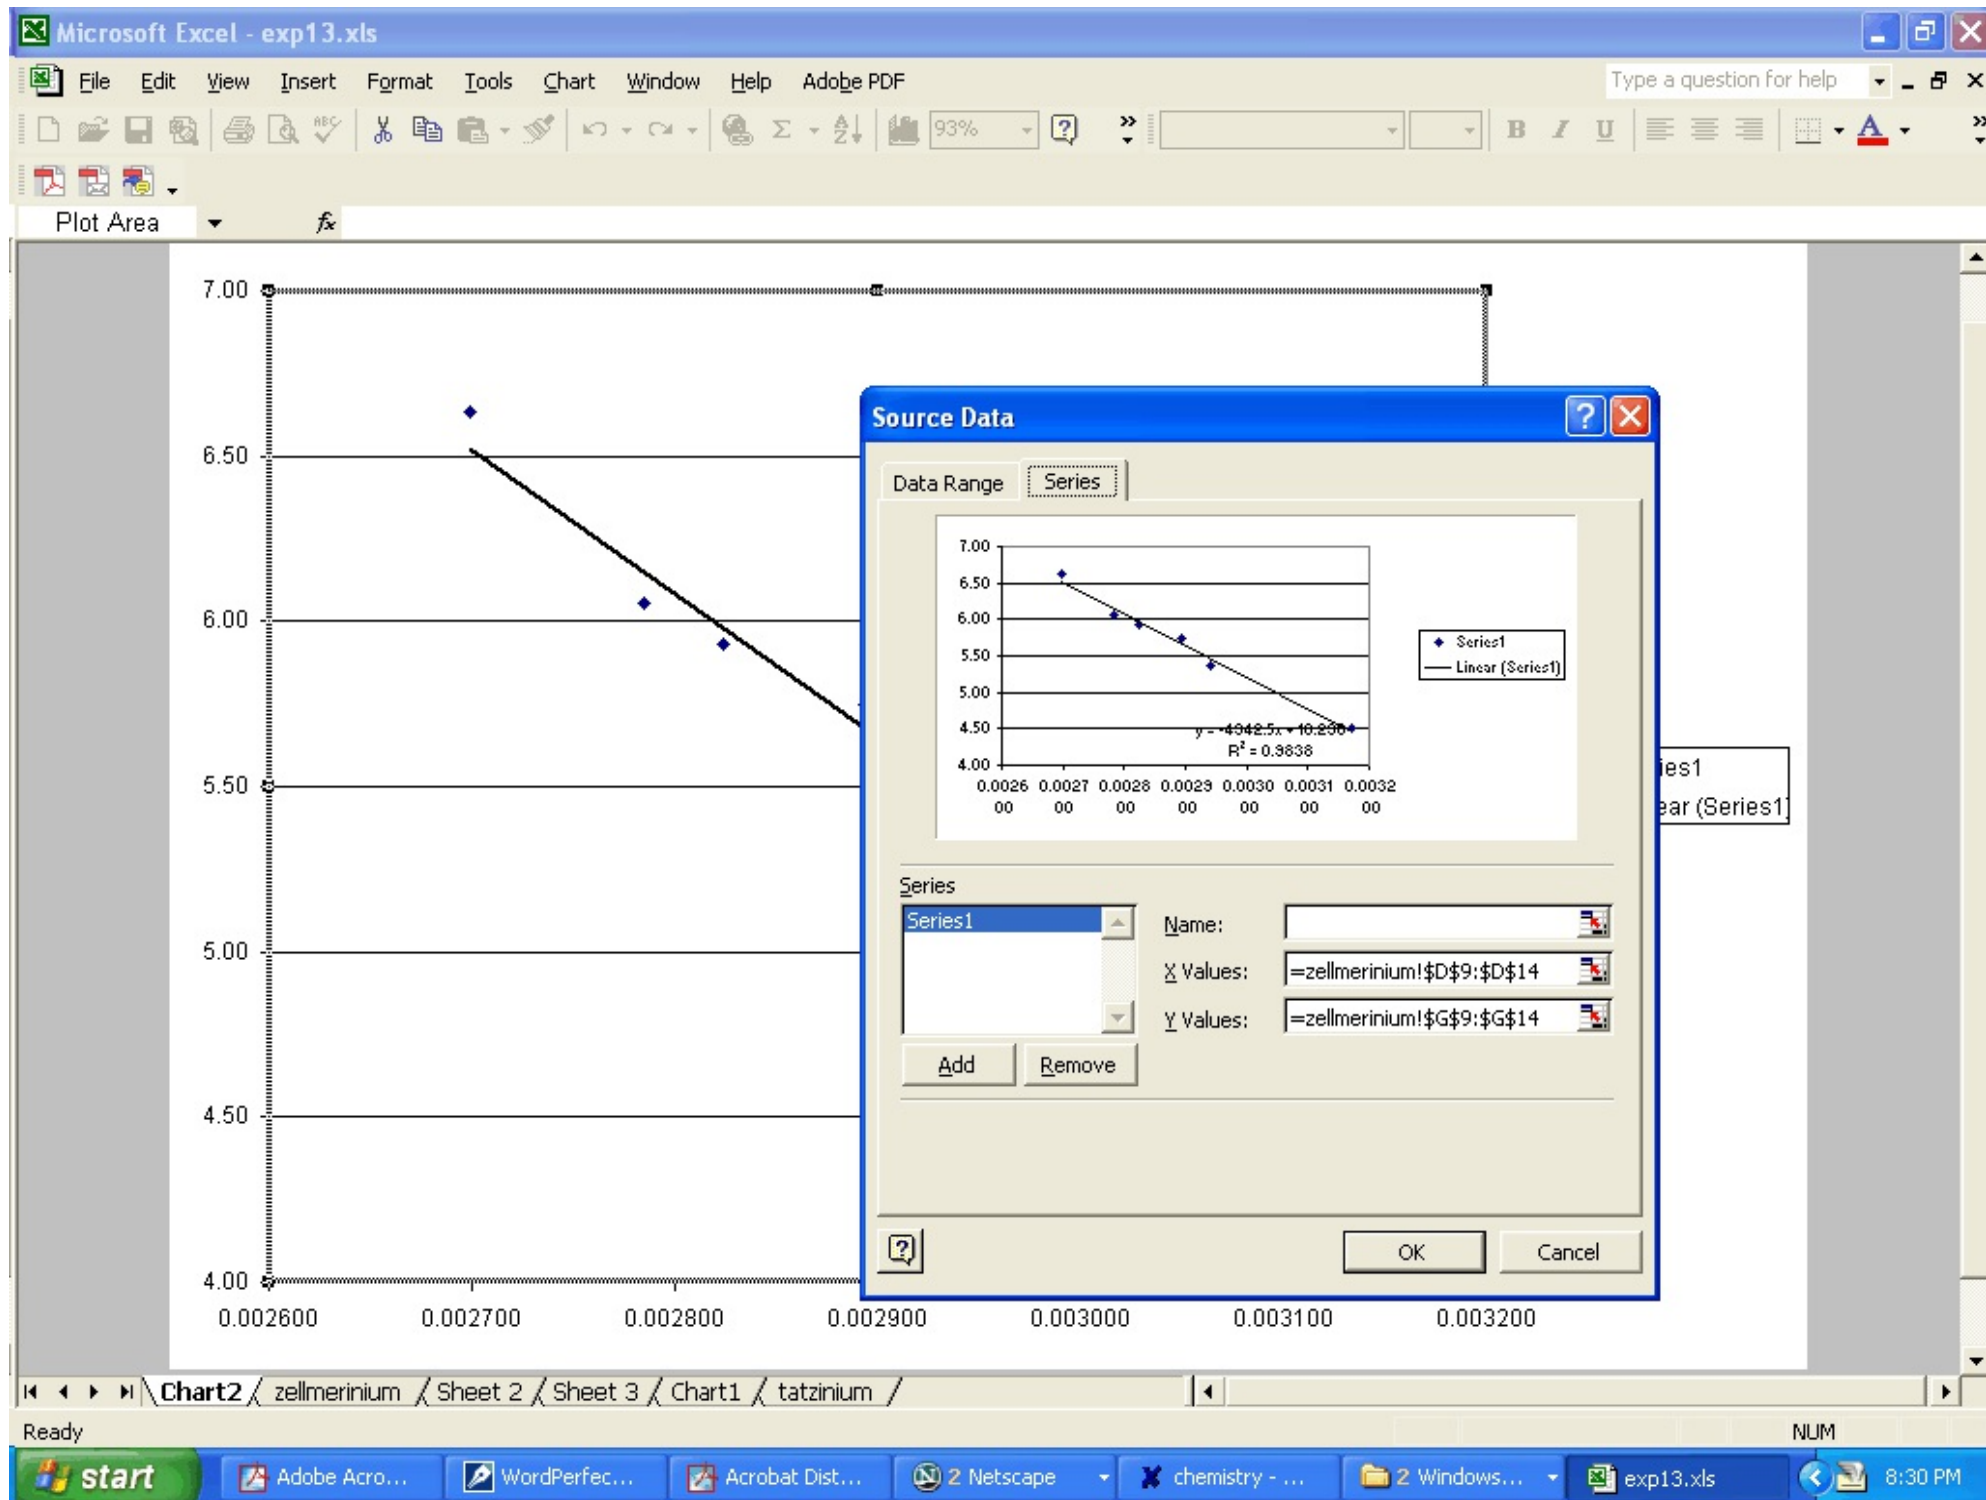 Microsoft Excel - exp13.xls
File Edit View Insert Format Tools Chart Window Help Adobe PDF Type a question for help
ABC Σ A Z 93% ? » B I U A »
Plot Area fx
7.00
6.50
6.00
5.50
5.00
4.50
4.00
0.002600 0.002700 0.002800 0.002900 0.003000 0.003100 0.003200
ies1
ear (Series1)
Source Data
Data Range Series
7.00
6.50
6.00
5.50
5.00
4.50
4.00
R² = 0.9838
0.0026 0.0027 0.0028 0.0029 0.0030 0.0031 0.0032
00 00 00 00 00 00 00
Series1
Linear (Series1)
Series
Series1
Name:
X Values: =zellmerinium!$D$9:$D$14
Y Values: =zellmerinium!$G$9:$G$14
Add Remove
OK Cancel
Chart2 zellmerinium Sheet 2 Sheet 3 Chart1 tatzinium
Ready NUM
start Adobe Acro... WordPerfec... Acrobat Dist... 2 Netscape chemistry - ... 2 Windows... exp13.xls 8:30 PM